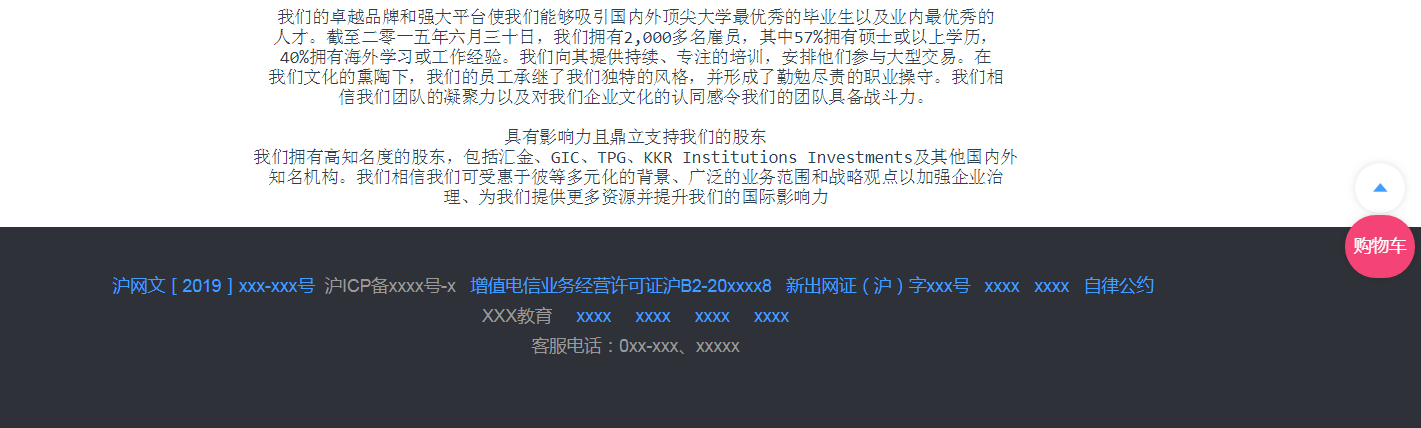 我们的卓越品牌和强大平台使我们能够吸引国内外顶尖大学最优秀的毕业生以及业内最优秀的
人才。截至二零一五年六月三十日，我们拥有2,000多名雇员，其中57%拥有硕士或以上学历，
40%拥有海外学习或工作经验。我们向其提供持续、专注的培训，安排他们参与大型交易。在
我们文化的熏陶下，我们的员工承继了我们独特的风格，并形成了勤勉尽责的职业操守。我们相
信我们团队的凝聚力以及对我们企业文化的认同感令我们的团队具备战斗力。
具有影响力且鼎立支持我们的股东
我们拥有高知名度的股东，包括汇金、GIC、TPG、KKR Institutions Investments及其他国内外
知名机构。我们相信我们可受惠于彼等多元化的背景、广泛的业务范围和战略观点以加强企业治
理、为我们提供更多资源并提升我们的国际影响力
购物车
沪网文 [ 2019 ] xxx-xxx号 沪ICP备xxxx号-x 增值电信业务经营许可证沪B2-20xxxx8 新出网证（沪）字xxx号 xxxx xxxx 自律公约
XXX教育 xxxx xxxx xxxx xxxx
客服电话：0xx-xxx、xxxxx